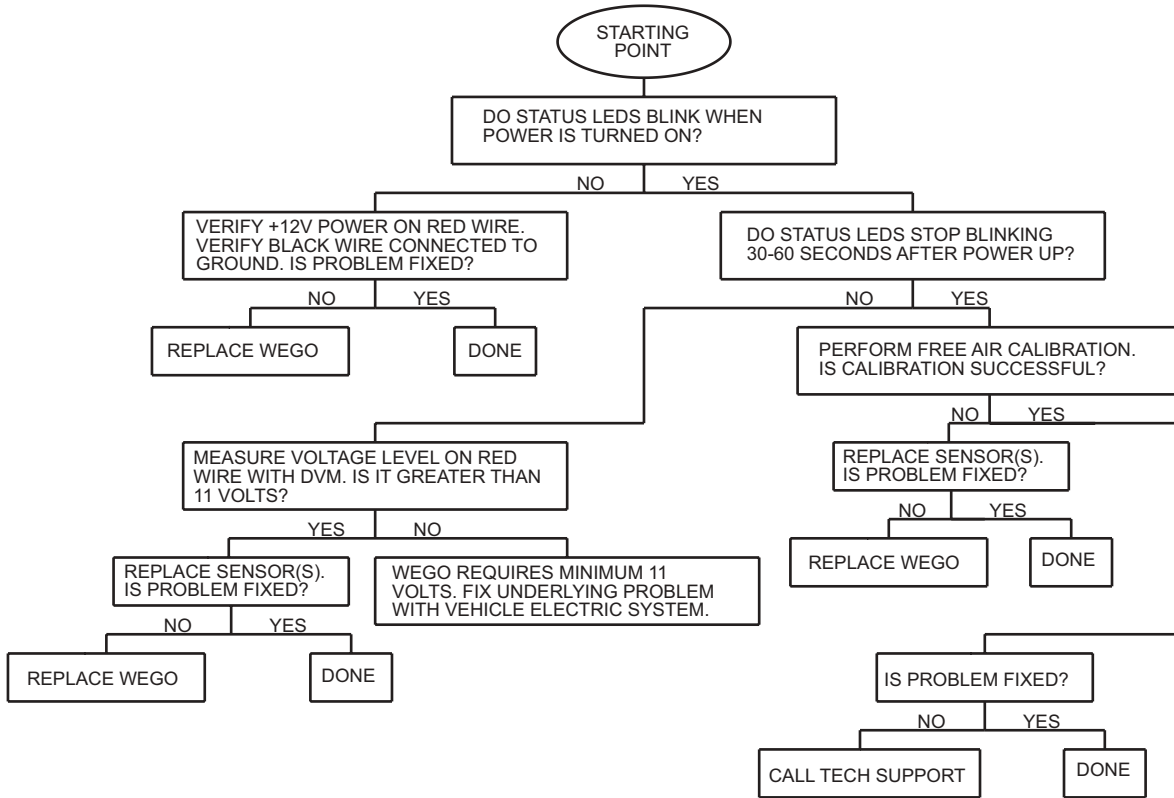 STARTING
POINT
DO STATUS LEDS BLINK WHEN
POWER IS TURNED ON?
NO YES
VERIFY +12V POWER ON RED WIRE.
VERIFY BLACK WIRE CONNECTED TO
GROUND. IS PROBLEM FIXED?
DO STATUS LEDS STOP BLINKING
30-60 SECONDS AFTER POWER UP?
NO YES
NO YES
REPLACE WEGO
DONE
PERFORM FREE AIR CALIBRATION.
IS CALIBRATION SUCCESSFUL?
NO YES
MEASURE VOLTAGE LEVEL ON RED
WIRE WITH DVM. IS IT GREATER THAN
11 VOLTS?
REPLACE SENSOR(S).
IS PROBLEM FIXED?
NO YES
YES NO
REPLACE WEGO
DONE
REPLACE SENSOR(S).
IS PROBLEM FIXED?
WEGO REQUIRES MINIMUM 11
VOLTS. FIX UNDERLYING PROBLEM
WITH VEHICLE ELECTRIC SYSTEM.
NO YES
REPLACE WEGO
DONE
IS PROBLEM FIXED?
NO YES
CALL TECH SUPPORT
DONE